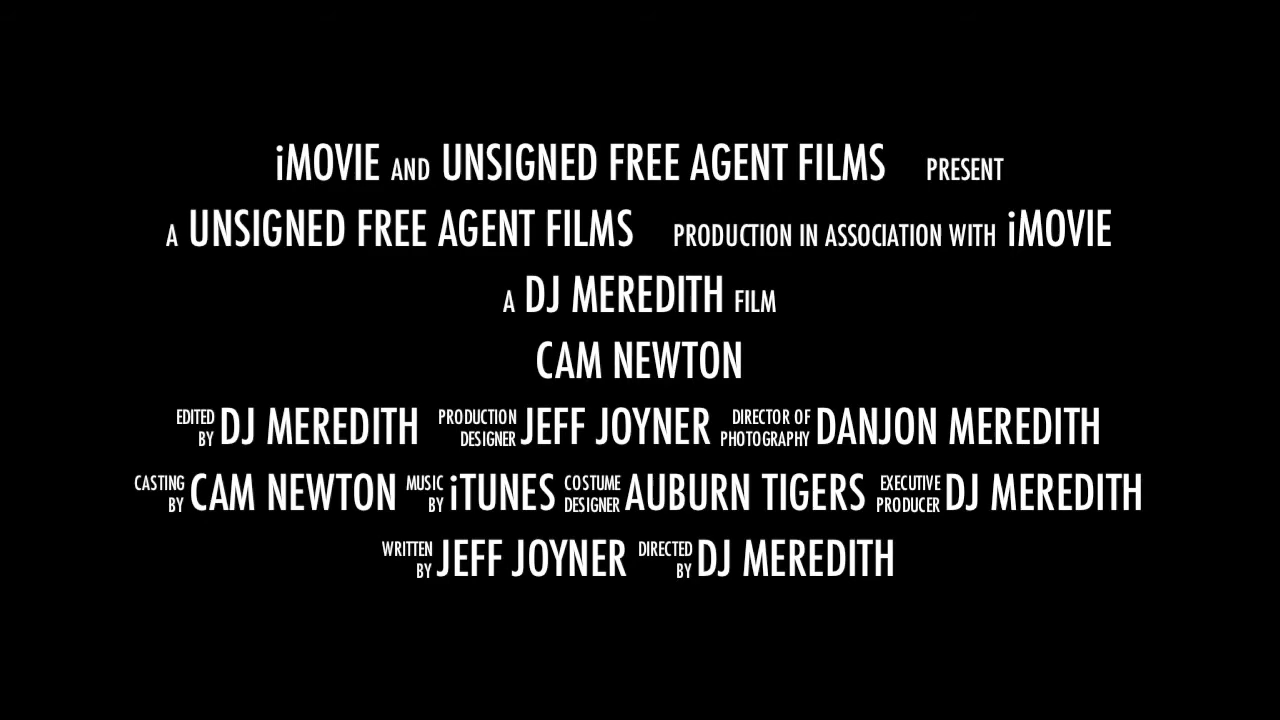 iMOVIE AND UNSIGNED FREE AGENT FILMS PRESENT
A UNSIGNED FREE AGENT FILMS PRODUCTION IN ASSOCIATION WITH iMOVIE
A DJ MEREDITH FILM
CAM NEWTON
EDITED BY DJ MEREDITH PRODUCTION DESIGNER JEFF JOYNER DIRECTOR OF PHOTOGRAPHY DANJON MEREDITH
CASTING BY CAM NEWTON MUSIC BY iTUNES COSTUME DESIGNER AUBURN TIGERS EXECUTIVE PRODUCER DJ MEREDITH
WRITTEN BY JEFF JOYNER DIRECTED BY DJ MEREDITH